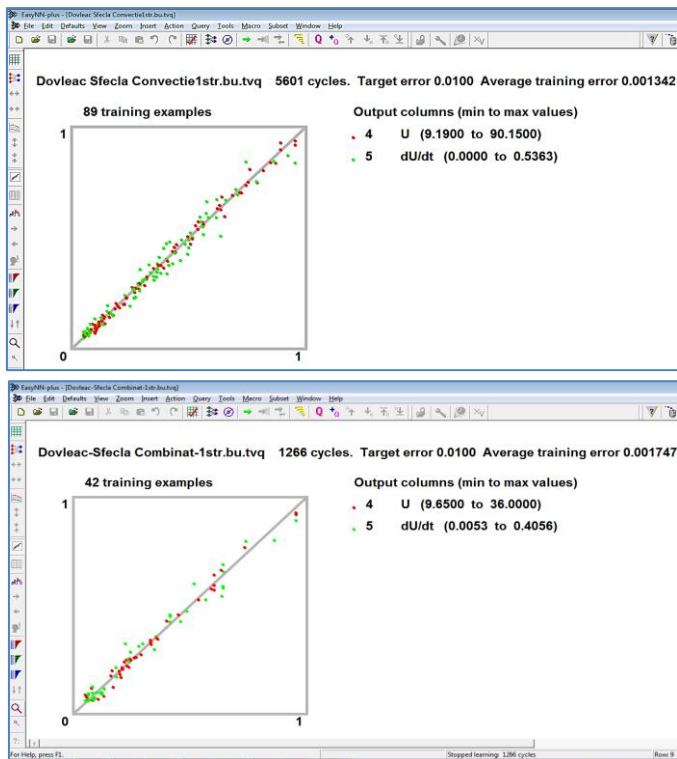 EasyNN-plus - [Dovleac Sfecla Convectie1str.bu.tvq]
File Edit Defaults View Zoom Insert Action Query Tools Macro Subset Window Help
Dovleac Sfecla Convectie1str.bu.tvq 5601 cycles. Target error 0.0100 Average training error 0.001342
89 training examples
Output columns (min to max values)
1
4 U (9.1900 to 90.1500)
5 dU/dt (0.0000 to 0.5363)
0
1
EasyNN-plus - [Dovleac-Sfecla Combinat-1str.bu.tvq]
File Edit Defaults View Zoom Insert Action Query Tools Macro Subset Window Help
Dovleac-Sfecla Combinat-1str.bu.tvq 1266 cycles. Target error 0.0100 Average training error 0.001747
42 training examples
Output columns (min to max values)
1
4 U (9.6500 to 36.0000)
5 dU/dt (0.0053 to 0.4056)
0
1
For Help, press F1.
Stopped learning: 1266 cycles
Row: 9